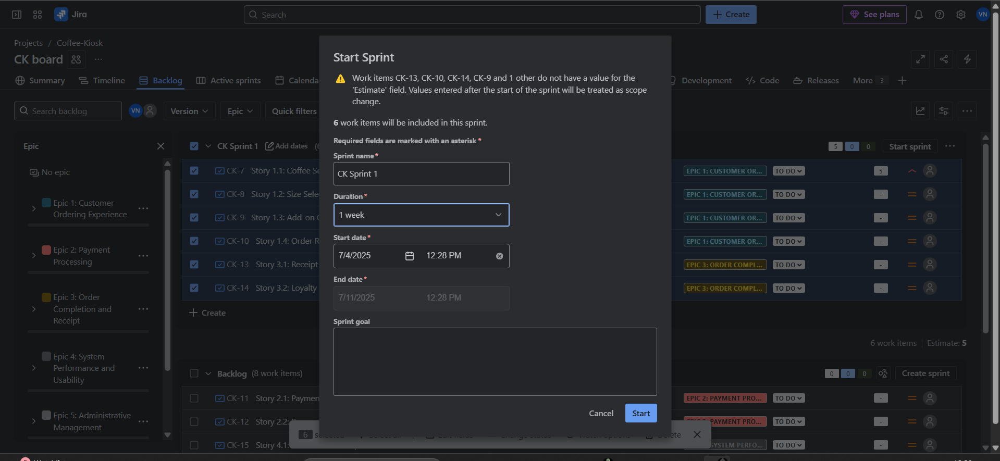 Jira
Search
Create
See plans
VN
Projects / Coffee-Kiosk
CK board
Summary
Timeline
Backlog
Active sprints
Calenda
Development
Code
Releases
More 3
Search backlog
VN
Version
Epic
Quick filters
Epic
No epic
Epic 1: Customer
Ordering Experience
Epic 2: Payment
Processing
Epic 3: Order
Completion and
Receipt
Epic 4: System
Performance and
Usability
Epic 5: Administrative
Management
CK Sprint 1 Add dates (6
5 0 0 Start sprint
CK-7 Story 1.1: Coffee Se
EPIC 1: CUSTOMER OR... TO DO 5
CK-8 Story 1.2: Size Sele
EPIC 1: CUSTOMER OR... TO DO -
CK-9 Story 1.3: Add-on C
EPIC 1: CUSTOMER OR... TO DO -
CK-10 Story 1.4: Order R
EPIC 1: CUSTOMER OR... TO DO -
CK-13 Story 3.1: Receipt
EPIC 3: ORDER COMPL... TO DO -
CK-14 Story 3.2: Loyalty
EPIC 3: ORDER COMPL... TO DO -
Create
6 work items Estimate: 5
Backlog (8 work items)
0 0 0 Create sprint
CK-11 Story 2.1: Paymen
EPIC 2: PAYMENT PRO... TO DO -
CK-12 Story 2.2:
PAYMENT PRO... TO DO -
CK-15 Story 4.1:
SYSTEM PERFO... TO DO -
6 selected
Start Sprint
Work items CK-13, CK-10, CK-14, CK-9 and 1 other do not have a value for the
'Estimate' field. Values entered after the start of the sprint will be treated as scope
change.
6 work items will be included in this sprint.
Required fields are marked with an asterisk *
Sprint name*
CK Sprint 1
Duration*
1 week
Start date*
7/4/2025 12:28 PM
End date*
7/11/2025 12:28 PM
Sprint goal
Cancel
Start